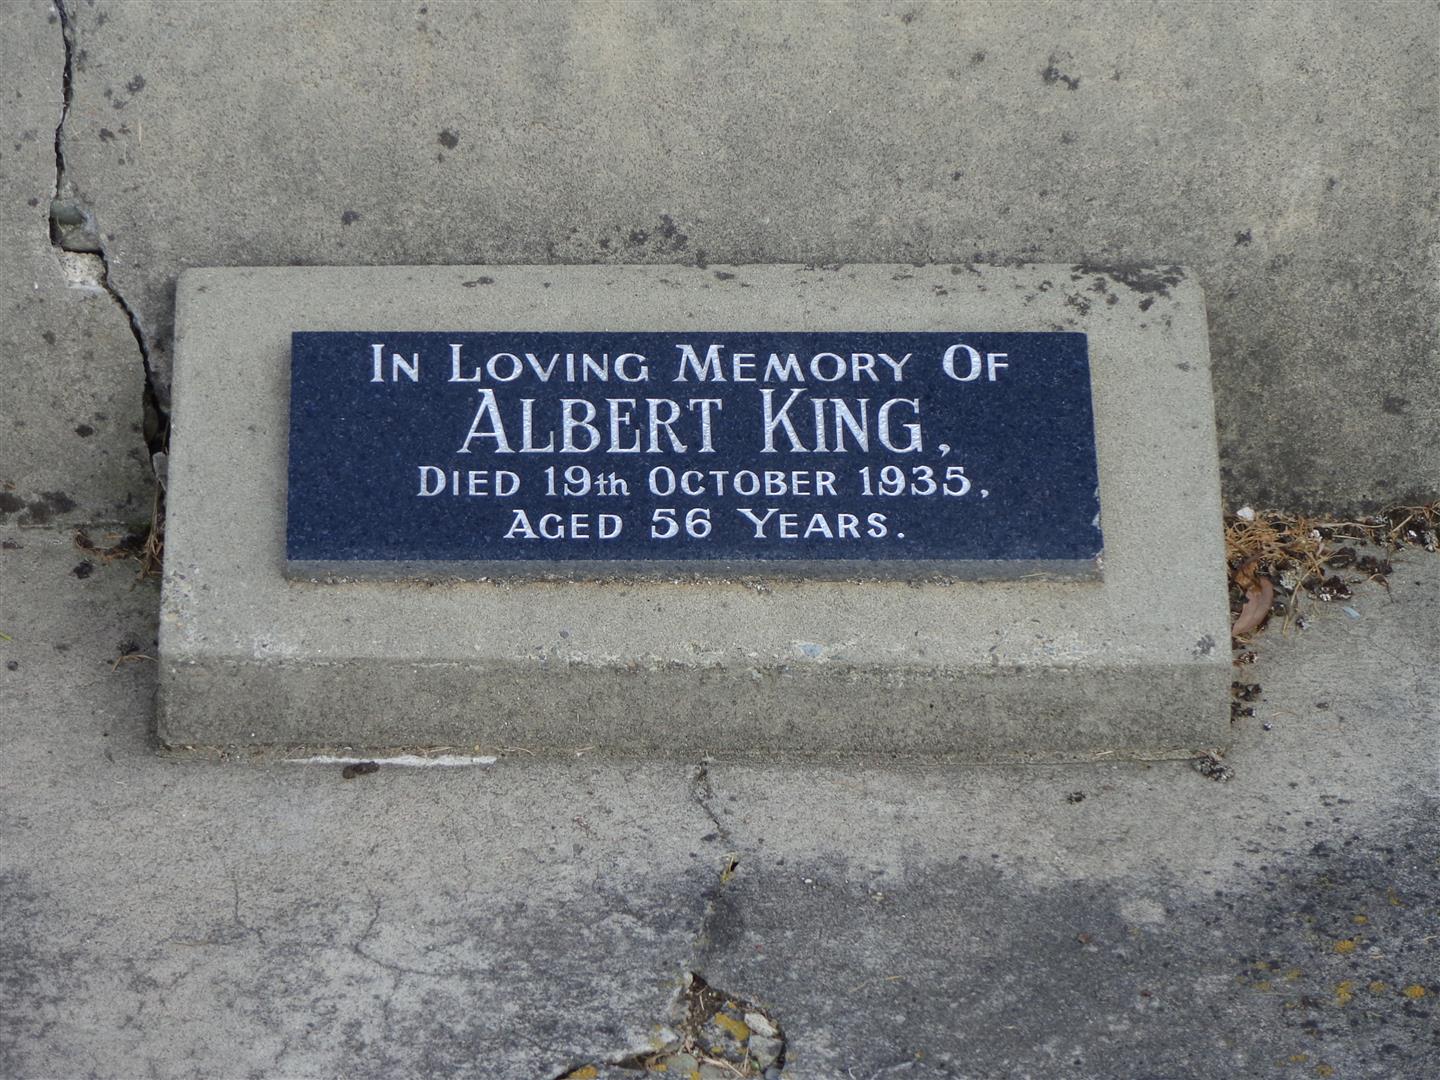 In Loving Memory Of
Albert King,
Died 19th October 1935,
Aged 56 Years.